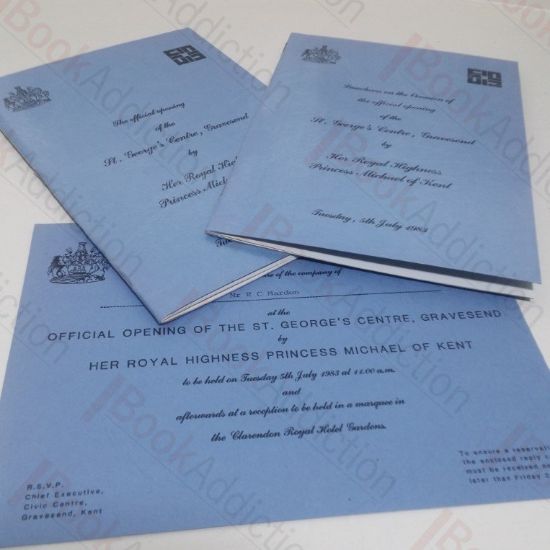 The official opening
of the
St. George's Centre, Gravesend
by
Her Royal
Princess Michael
Luncheon on the Occasion of
the official opening
of the
St. George's Centre, Gravesend
by
Her Royal Highness
Princess Michael of Kent
Tuesday, 5th July 1983
of the company of
Mr R C Hardon
at the
OFFICIAL OPENING OF THE ST. GEORGE'S CENTRE, GRAVESEND
by
HER ROYAL HIGHNESS PRINCESS MICHAEL OF KENT
to be held on Tuesday 5th July 1983 at 11.00 a.m.
and
afterwards at a reception to be held in a marquee in
the Clarendon Royal Hotel Gardens.
R.S.V.P.
Chief Executive,
Civic Centre,
Gravesend, Kent
To ensure a
the enclosed reply
must be received
later than Friday
BookAddiction